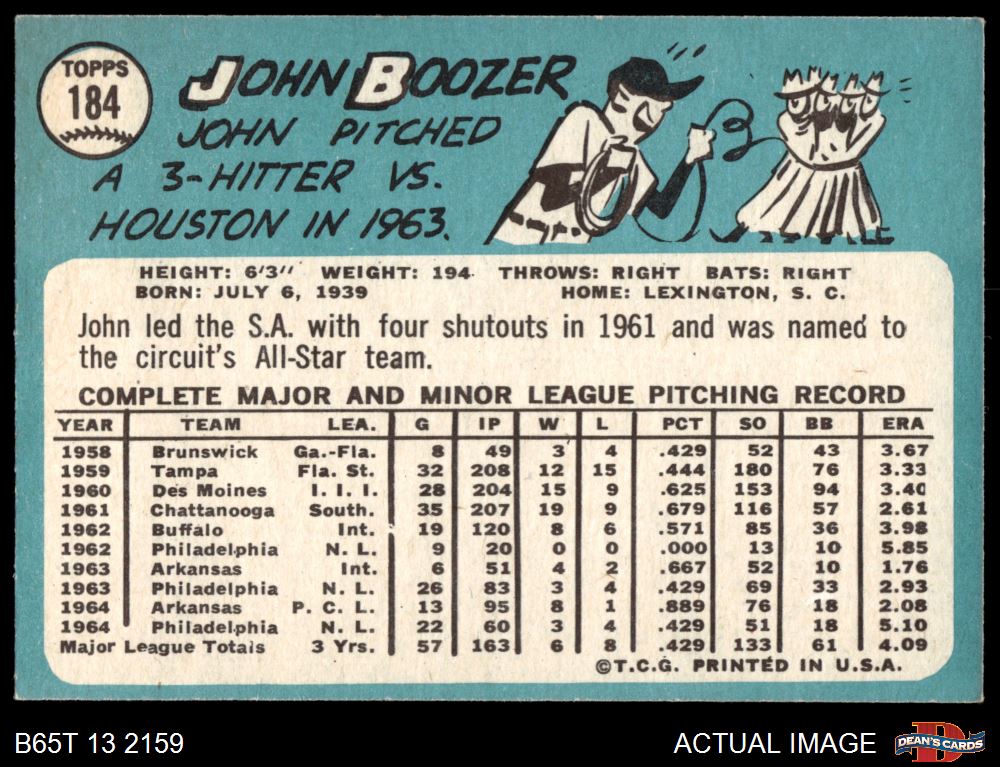 TOPPS
184
JOHN BOOZER
JOHN PITCHED
A 3-HITTER VS.
HOUSTON IN 1963.
HEIGHT: 6'3" WEIGHT: 194 THROWS: RIGHT BATS: RIGHT
BORN: JULY 6, 1939 HOME: LEXINGTON, S. C.
John led the S.A. with four shutouts in 1961 and was named to
the circuit's All-Star team.
COMPLETE MAJOR AND MINOR LEAGUE PITCHING RECORD
YEAR TEAM LEA. G IP W L PCT SO BB ERA
1958 Brunswick Ga.-Fla. 8 49 3 4 .429 52 43 3.67
1959 Tampa Fla. St. 32 208 12 15 .444 180 76 3.33
1960 Des Moines I. I. I. 28 204 15 9 .625 153 94 3.40
1961 Chattanooga South. 35 207 19 9 .679 116 57 2.61
1962 Buffalo Int. 19 120 8 6 .571 85 36 3.98
1962 Philadelphia N. L. 9 20 0 0 .000 13 10 5.85
1963 Arkansas Int. 6 51 4 2 .667 52 10 1.76
1963 Philadelphia N. L. 26 83 3 4 .429 69 33 2.93
1964 Arkansas P. C. L. 13 95 8 1 .889 76 18 2.08
1964 Philadelphia N. L. 22 60 3 4 .429 51 18 5.10
Major League Totals 3 Yrs. 57 163 6 8 .429 133 61 4.09
©T.C.G. PRINTED IN U.S.A.
B65T 13 2159 ACTUAL IMAGE DEAN'S CARDS